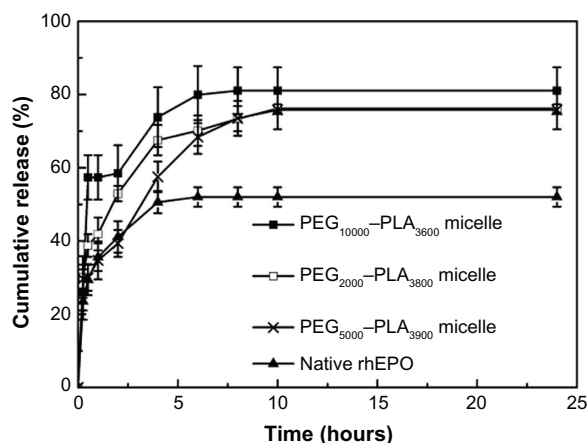 100
80
60
40
20
0
Cumulative release (%)
PEG₁₀₀₀₀–PLA₃₆₀₀ micelle
PEG₂₀₀₀–PLA₃₈₀₀ micelle
PEG₅₀₀₀–PLA₃₉₀₀ micelle
Native rhEPO
0 5 10 15 20 25
Time (hours)